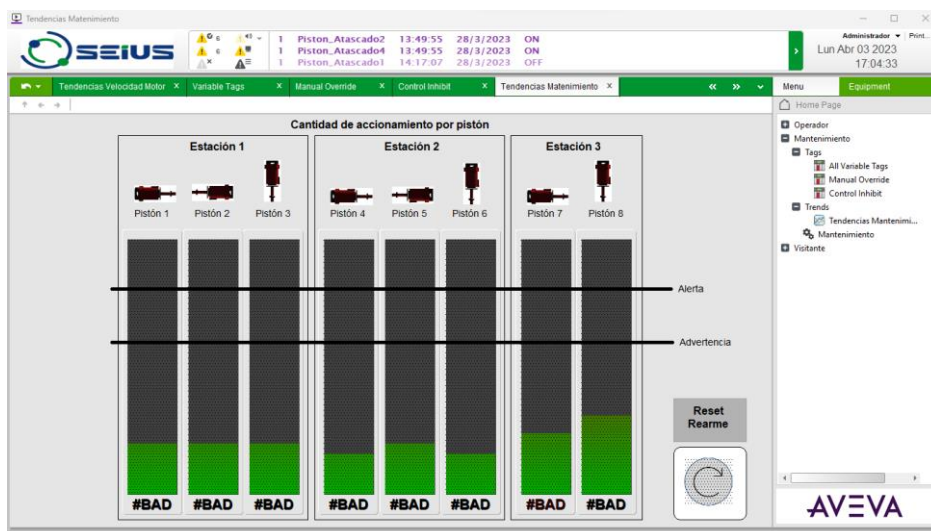 Tendencias Matenimiento
SEIUS
6
6
1 Piston_Atascado2 13:49:55 28/3/2023 ON
1 Piston_Atascado4 13:49:55 28/3/2023 ON
1 Piston_Atascado1 14:17:07 28/3/2023 OFF
Administrador Print...
Lun Abr 03 2023
17:04:33
Tendencias Velocidad Motor X Variable Tags X Manual Override X Control Inhibit X Tendencias Matenimiento X
Menu Equipment
Home Page
Cantidad de accionamiento por pistón
Estación 1 Estación 2 Estación 3
Pistón 1 Pistón 2 Pistón 3 Pistón 4 Pistón 5 Pistón 6 Pistón 7 Pistón 8
Alerta
Advertencia
Reset
Rearme
#BAD #BAD #BAD #BAD #BAD #BAD #BAD #BAD
Operador
Mantenimiento
Tags
All Variable Tags
Manual Override
Control Inhibit
Trends
Tendencias Mantenimi...
Mantenimiento
Visitante
AVEVA